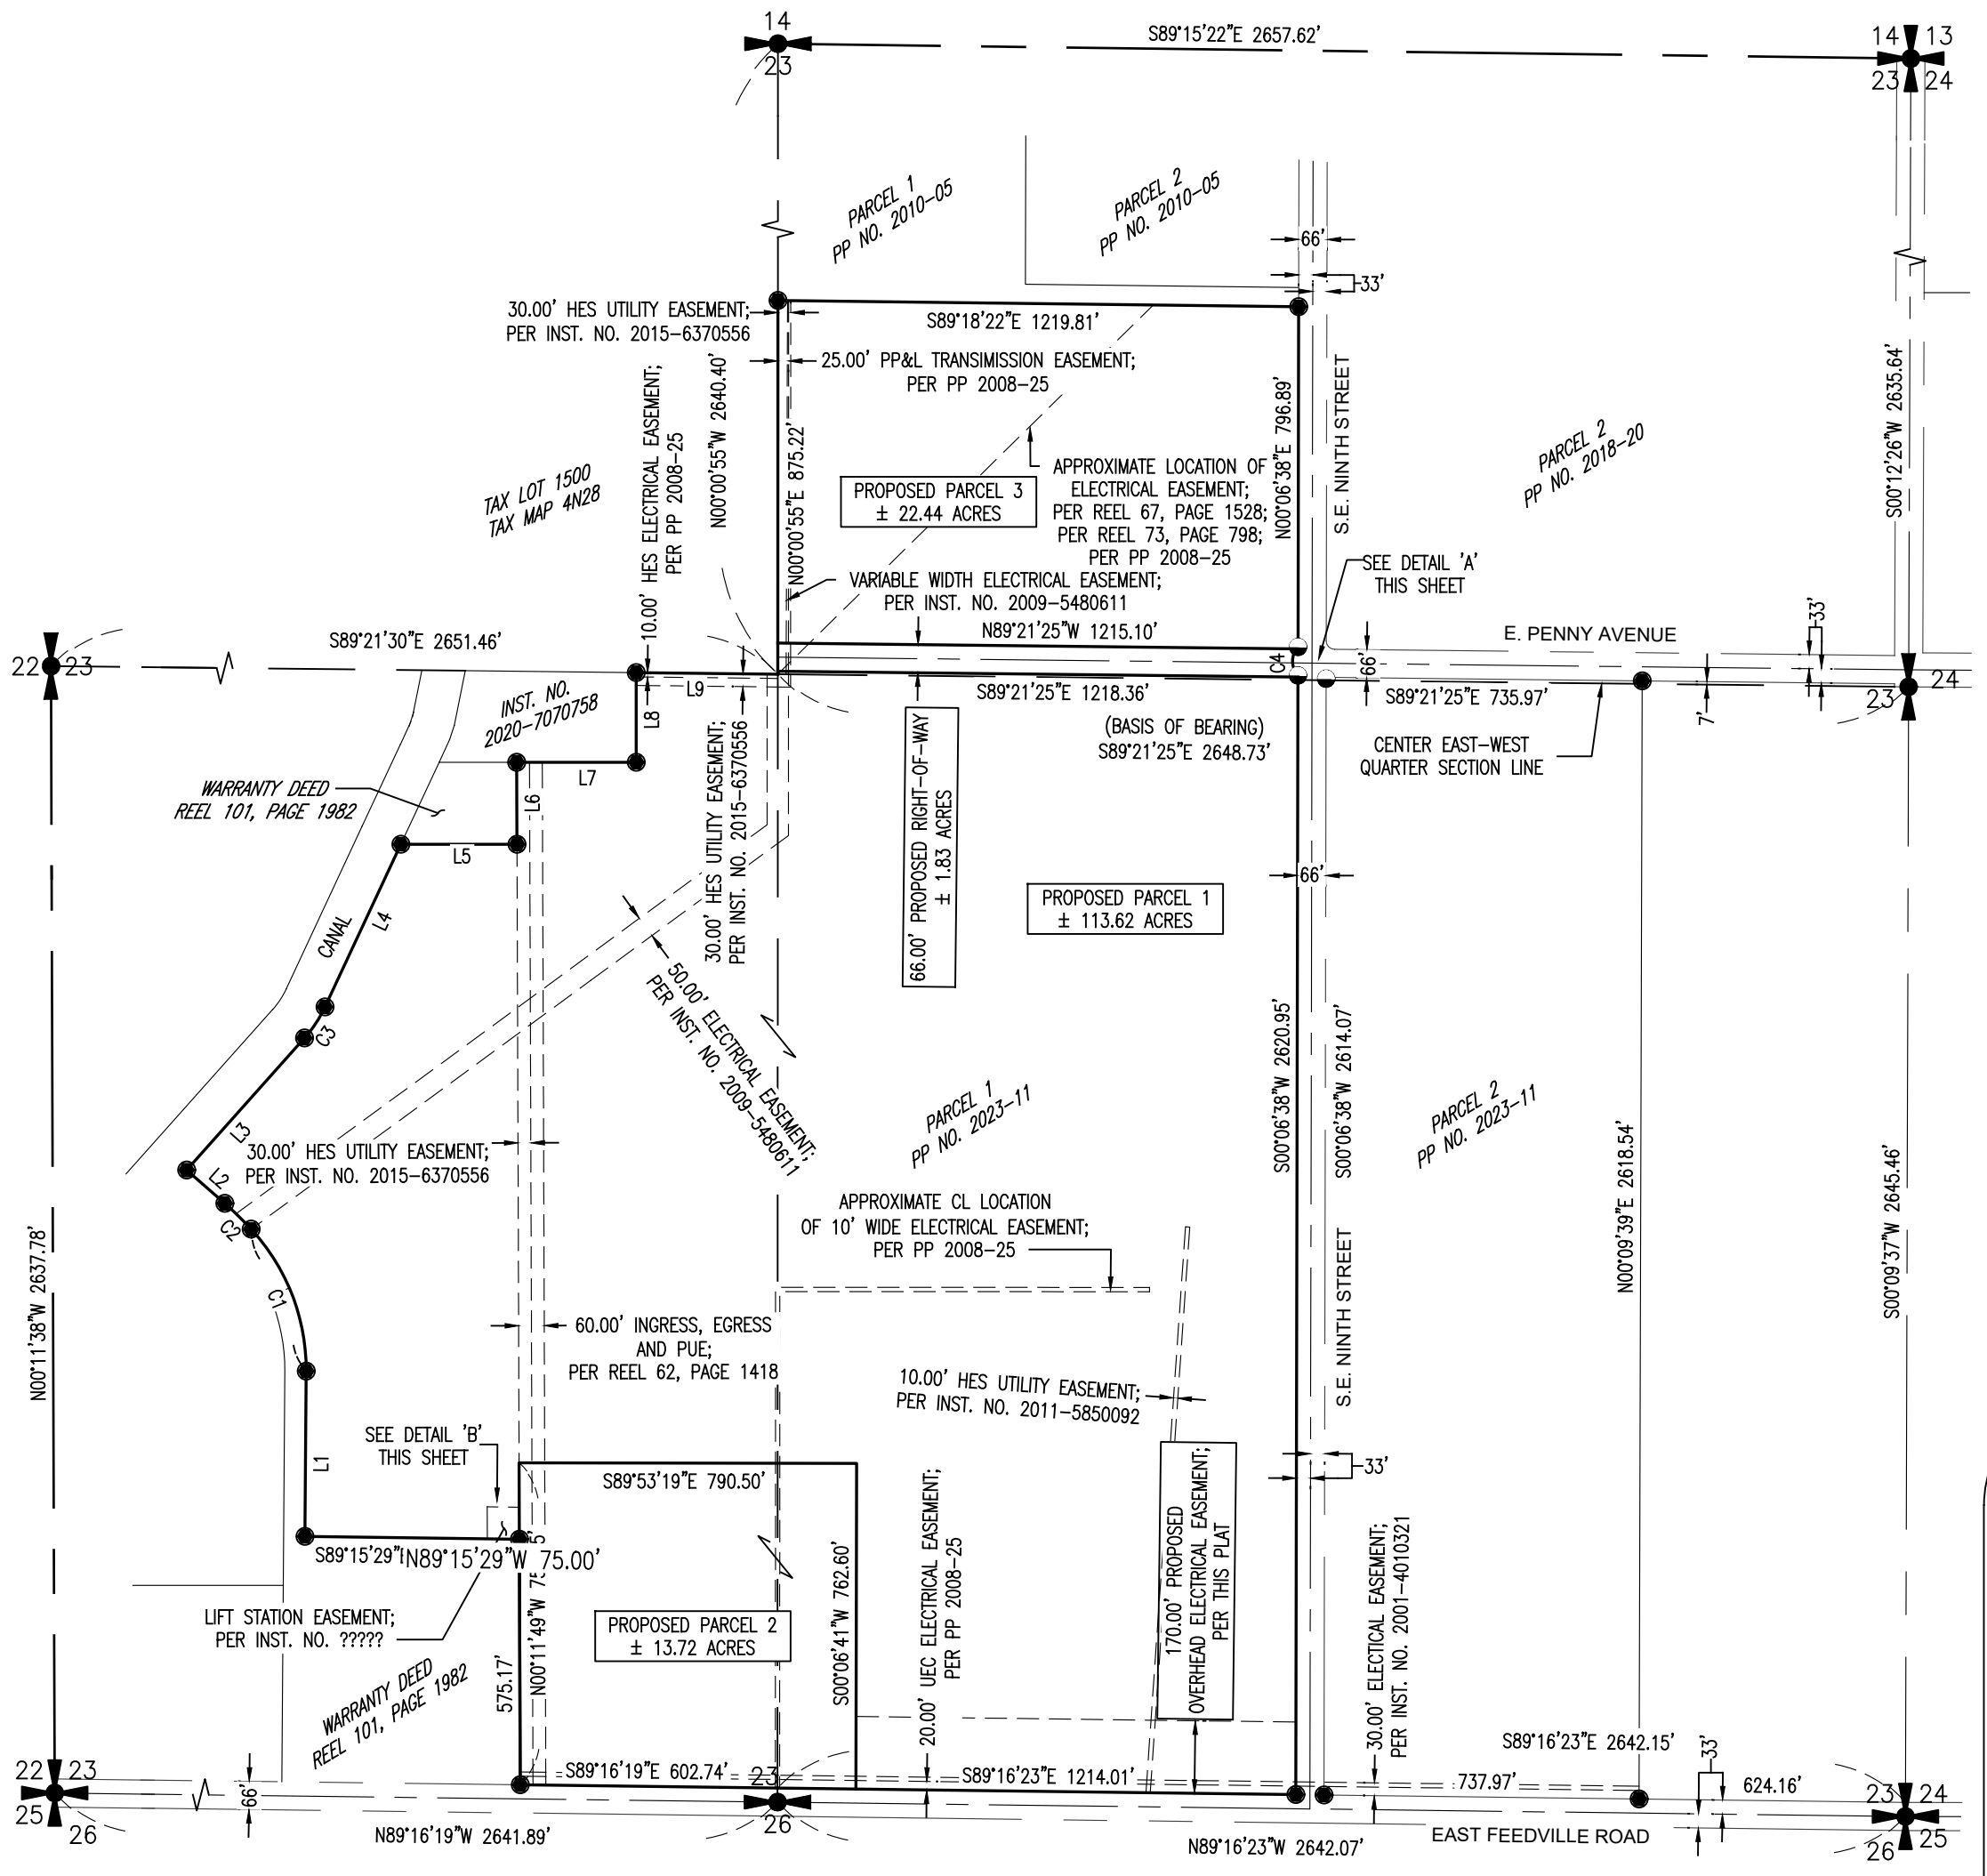 14
S89°15'22"E 2657.62'
14 13
23
23 24
PARCEL 1
PP NO. 2010-05
PARCEL 2
PP NO. 2010-05
66'
33'
30.00' HES UTILITY EASEMENT;
PER INST. NO. 2015-6370556
S89°18'22"E 1219.81'
25.00' PP&L TRANSIMISSION EASEMENT;
PER PP 2008-25
10.00' HES ELECTRICAL EASEMENT;
PER PP 2008-25
N00°00'55"W 2640.40'
N00°00'55"E 875.22'
N00°06'38"E 796.89'
S.E. NINTH STREET
S00°12'26"W 2635.64'
PARCEL 2
PP NO. 2018-20
TAX LOT 1500
TAX MAP 4N28
PROPOSED PARCEL 3
± 22.44 ACRES
APPROXIMATE LOCATION OF
ELECTRICAL EASEMENT;
PER REEL 67, PAGE 1528;
PER REEL 73, PAGE 798;
PER PP 2008-25
VARIABLE WIDTH ELECTRICAL EASEMENT;
PER INST. NO. 2009-5480611
SEE DETAIL 'A'
THIS SHEET
N89°21'25"W 1215.10'
S89°21'30"E 2651.46'
E. PENNY AVENUE
33'
22 23
C4
66'
L9
S89°21'25"E 1218.36'
S89°21'25"E 735.97'
24
23
7'
INST. NO.
2020-7070758
L8
(BASIS OF BEARING)
S89°21'25"E 2648.73'
CENTER EAST-WEST
QUARTER SECTION LINE
WARRANTY DEED
REEL 101, PAGE 1982
L7
L6
L5
30.00' HES UTILITY EASEMENT;
PER INST. NO. 2015-6370556
66.00' PROPOSED RIGHT-OF-WAY
± 1.83 ACRES
66'
PROPOSED PARCEL 1
± 113.62 ACRES
CANAL
L4
C3
50.00' ELECTRICAL EASEMENT;
PER INST. NO. 2009-5480611
S00°06'38"W 2620.95'
S00°06'38"W 2614.07'
PARCEL 1
PP NO. 2023-11
PARCEL 2
PP NO. 2023-11
L3
30.00' HES UTILITY EASEMENT;
PER INST. NO. 2015-6370556
L2
C2
N00°11'38"W 2637.78'
APPROXIMATE CL LOCATION
OF 10' WIDE ELECTRICAL EASEMENT;
PER PP 2008-25
N00°09'39"E 2618.54'
S00°09'37"W 2645.46'
C1
60.00' INGRESS, EGRESS
AND PUE;
PER REEL 62, PAGE 1418
S.E. NINTH STREET
10.00' HES UTILITY EASEMENT;
PER INST. NO. 2011-5850092
L1
SEE DETAIL 'B'
THIS SHEET
S89°53'19"E 790.50'
33'
S89°15'29"
N89°15'29"W 75.00'
20.00' UEC ELECTRICAL EASEMENT;
PER PP 2008-25
170.00' PROPOSED
OVERHEAD ELECTRICAL EASEMENT;
PER THIS PLAT
30.00' ELECTICAL EASEMENT;
PER INST. NO. 2001-4010321
LIFT STATION EASEMENT;
PER INST. NO. ?????
PROPOSED PARCEL 2
± 13.72 ACRES
575.17'
N00°11'49"W
S00°06'41"W 762.60'
WARRANTY DEED
REEL 101, PAGE 1982
S89°16'23"E 2642.15'
33'
22 23
66'
S89°16'19"E 602.74'
23
S89°16'23"E 1214.01'
737.97'
624.16'
23 24
25 26
N89°16'19"W 2641.89'
26
N89°16'23"W 2642.07'
EAST FEEDVILLE ROAD
26 25